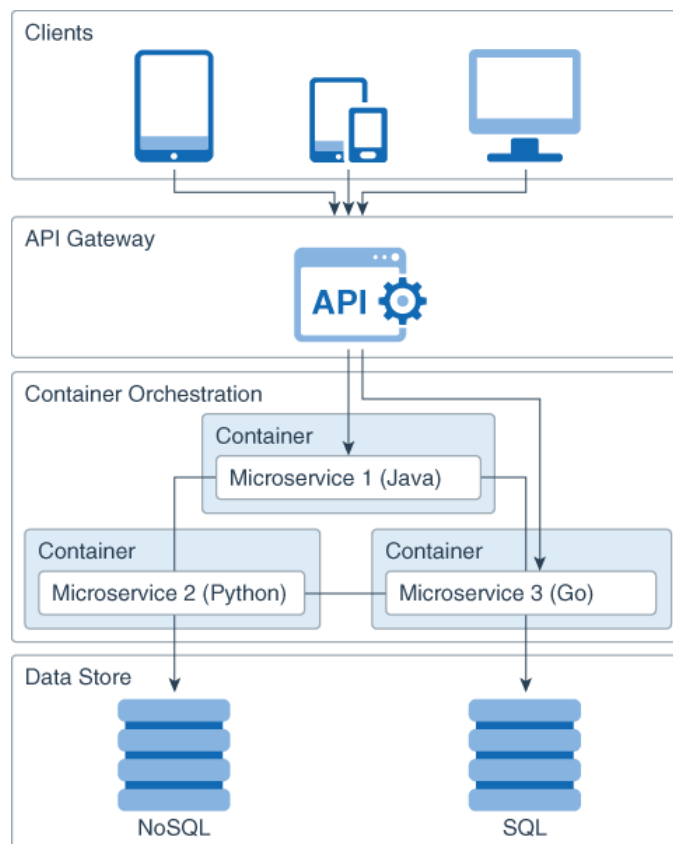 Clients
API Gateway
API
Container Orchestration
Container
Microservice 1 (Java)
Container
Microservice 2 (Python)
Container
Microservice 3 (Go)
Data Store
NoSQL
SQL